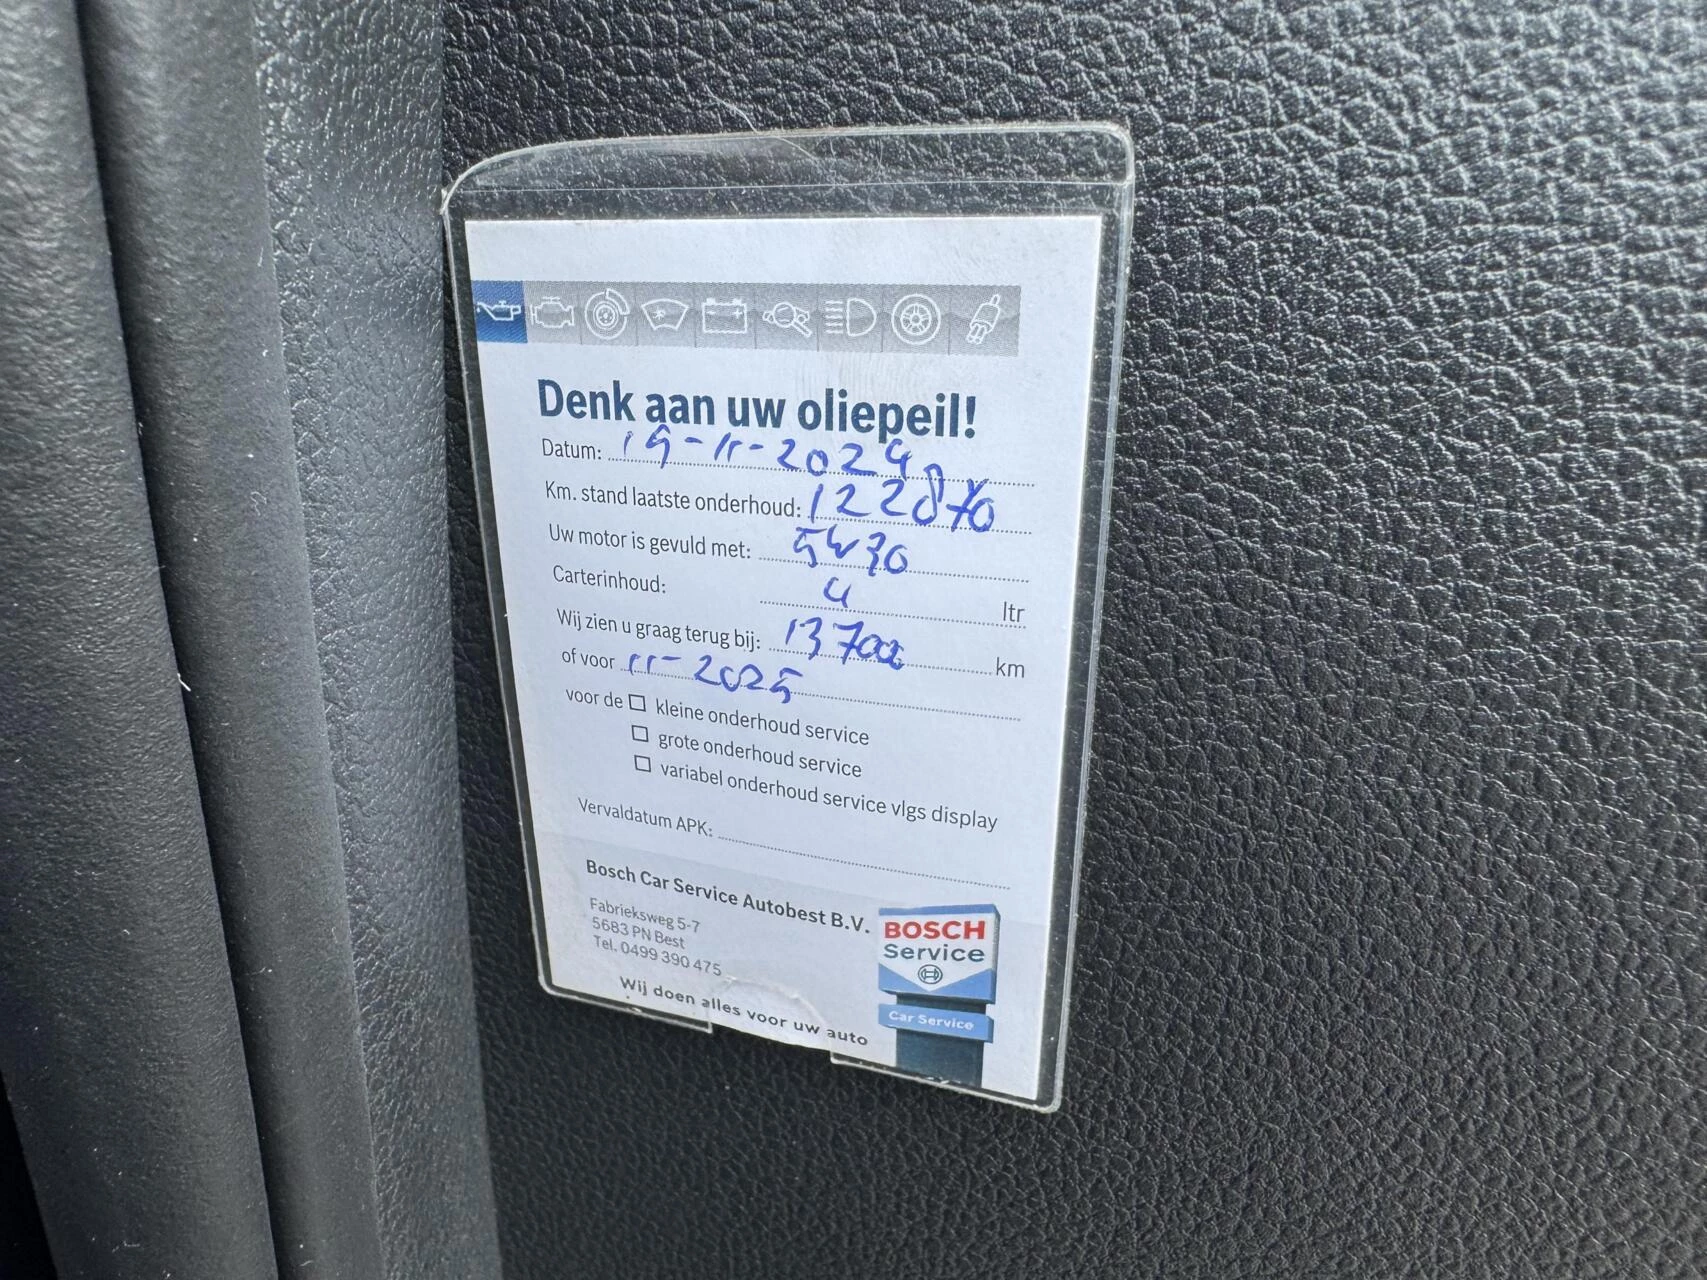 Denk aan uw oliepeil!
Datum: 19-11-2024
Km. stand laatste onderhoud: 122870
Uw motor is gevuld met: 5W30
Carterinhoud: 4 ltr
Wij zien u graag terug bij: 137000 km
of voor 11-2025
voor de ☐ kleine onderhoud service
☐ grote onderhoud service
☐ variabel onderhoud service vlgs display
Vervaldatum APK:
Bosch Car Service Autobest B.V.
Fabrieksweg 5-7
5683 PN Best
Tel. 0499 390 475
Wij doen alles voor uw auto
BOSCH
Service
Car Service